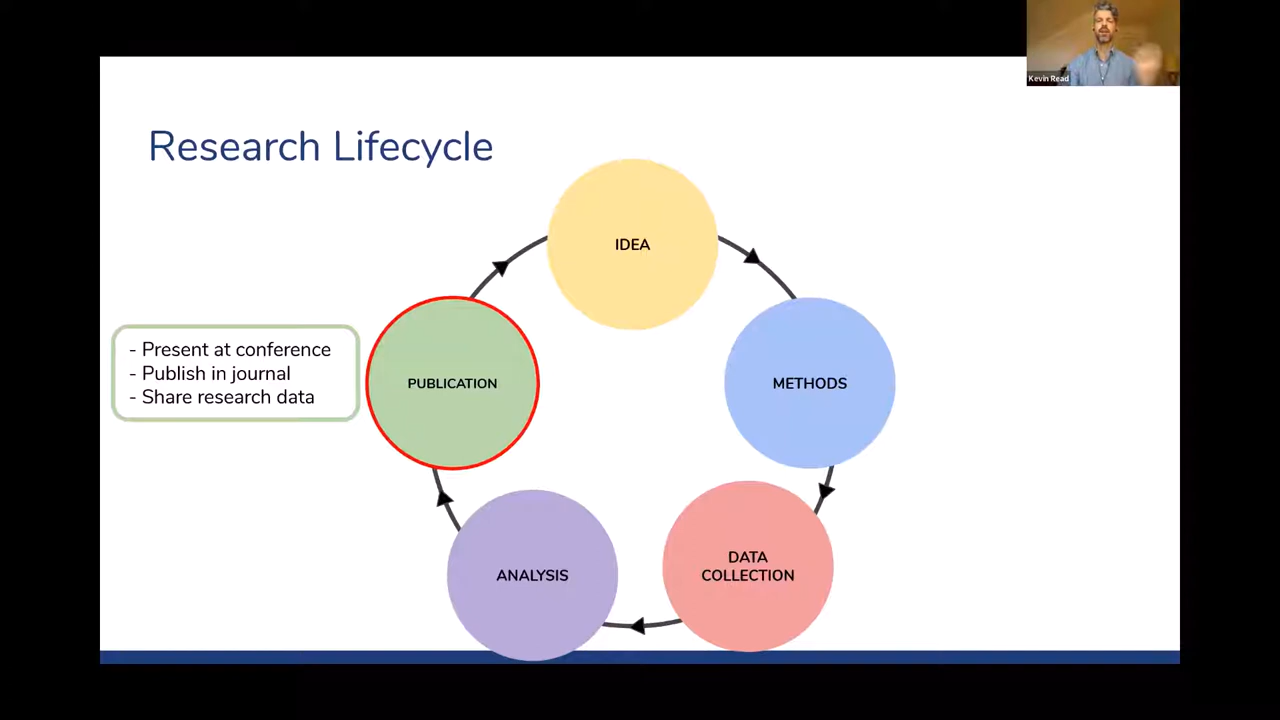 Kevin Read
Research Lifecycle
IDEA
- Present at conference
- Publish in journal
- Share research data
PUBLICATION
METHODS
ANALYSIS
DATA
COLLECTION